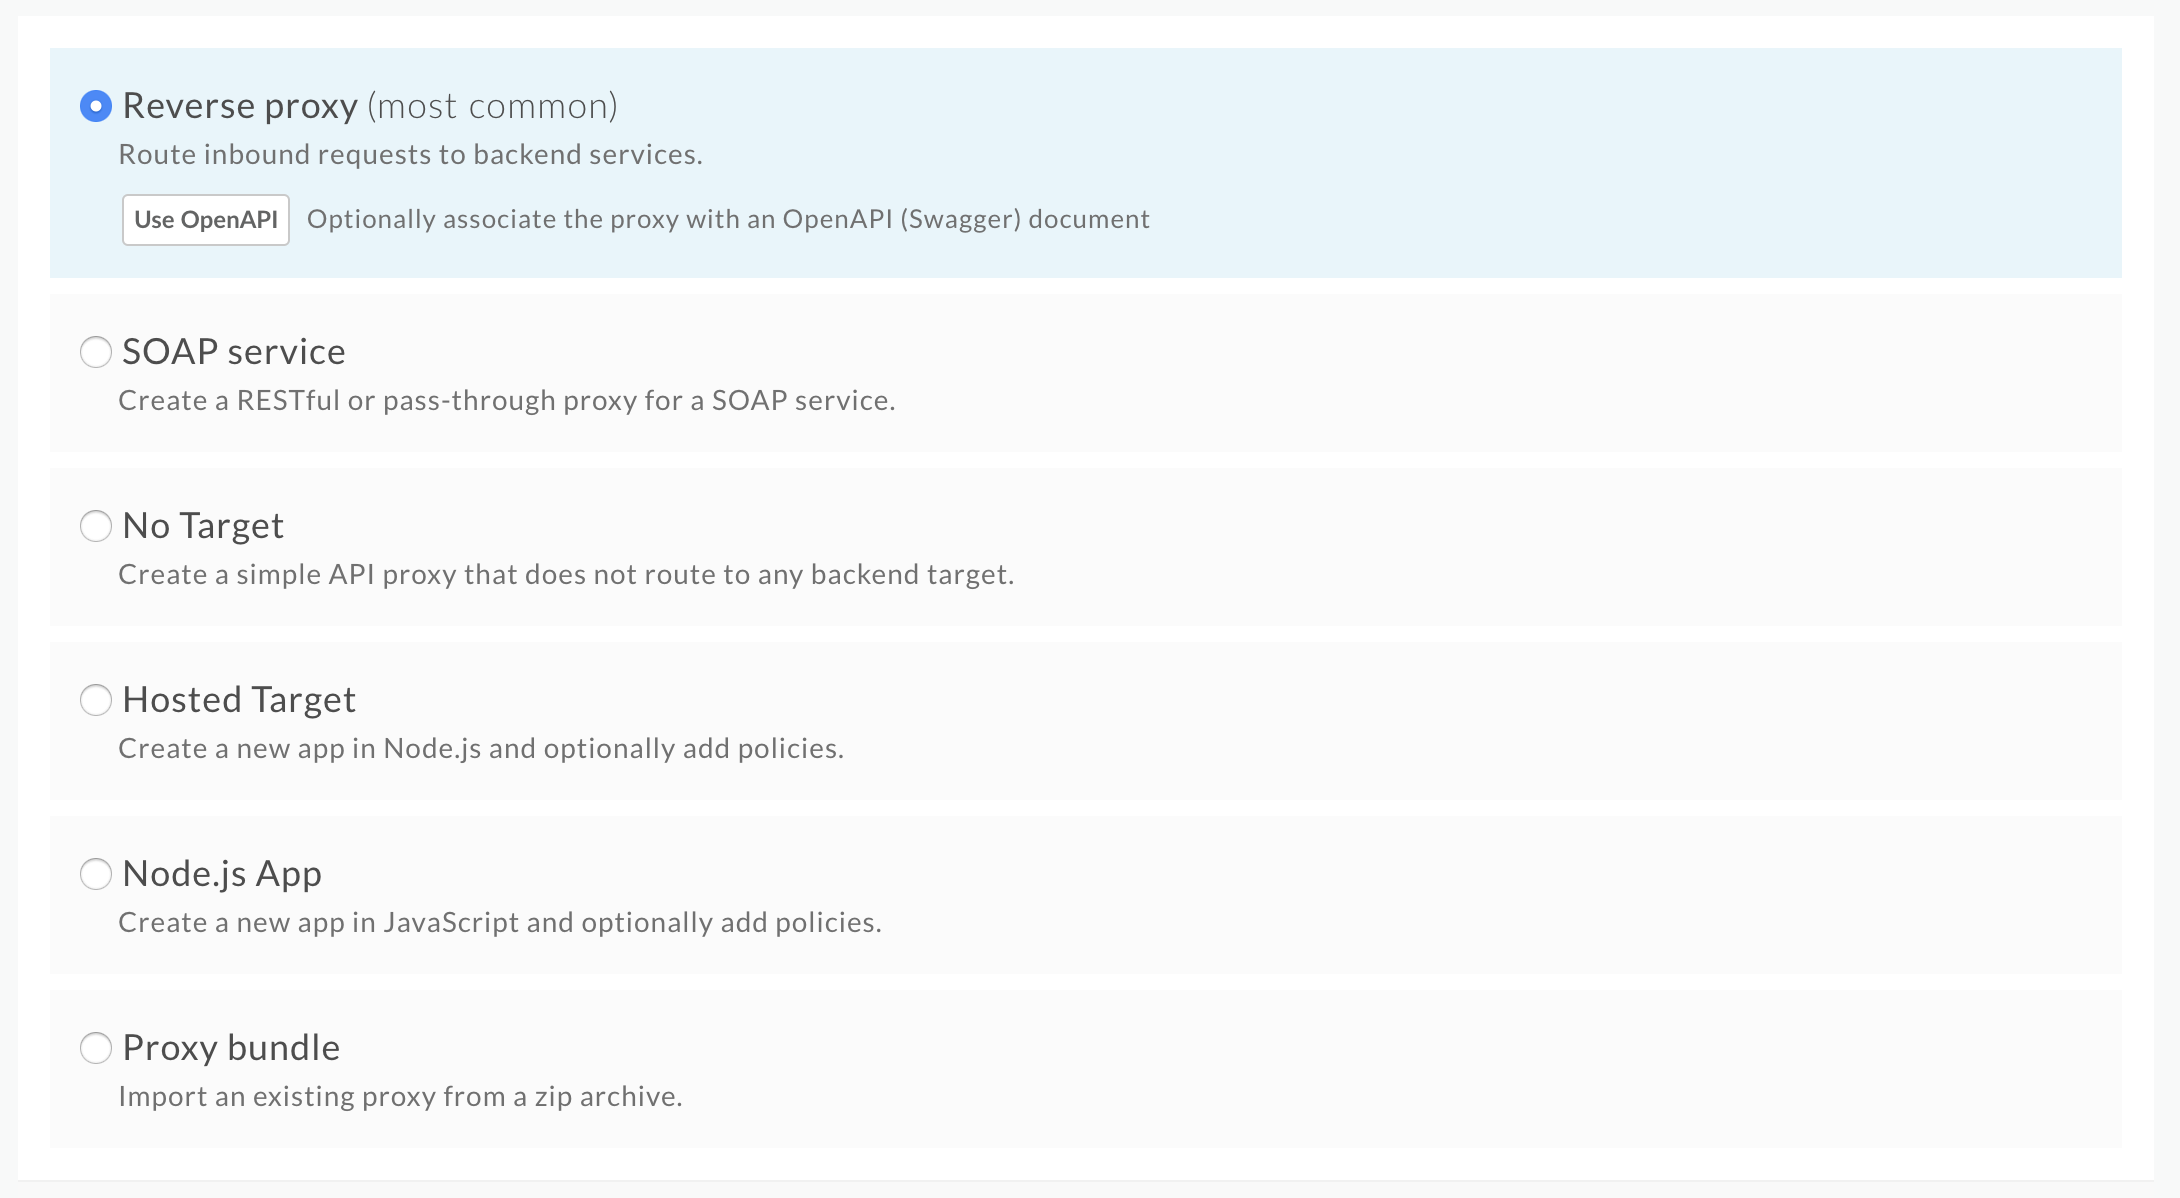 Reverse proxy (most common)
Route inbound requests to backend services.
Use OpenAPI Optionally associate the proxy with an OpenAPI (Swagger) document
SOAP service
Create a RESTful or pass-through proxy for a SOAP service.
No Target
Create a simple API proxy that does not route to any backend target.
Hosted Target
Create a new app in Node.js and optionally add policies.
Node.js App
Create a new app in JavaScript and optionally add policies.
Proxy bundle
Import an existing proxy from a zip archive.